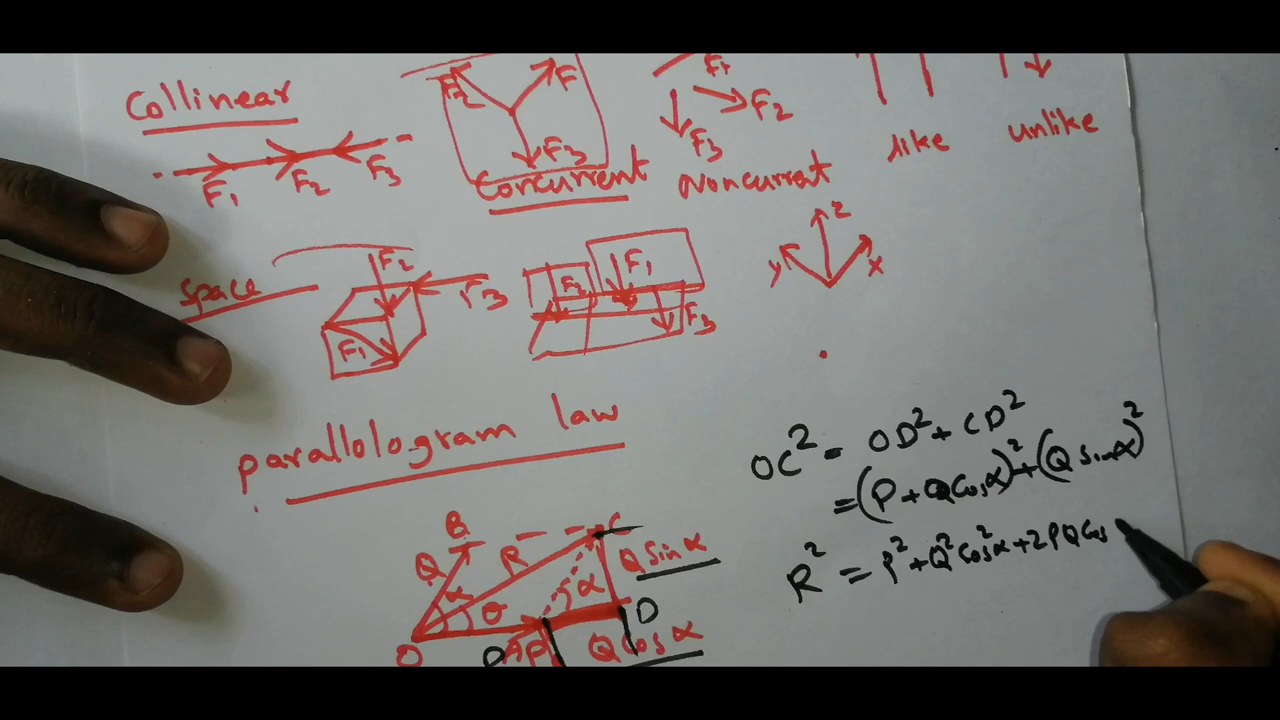 Collinear
F2 F
F3
F1
F2
F3
like
unlike
F1 F2 F3
Concurrent
Noncurrent
Space
F2
F3
F1
F1
F2
F3
z
y
x
parallologram law
OC² = OD² + CD²
= (P + Q Cos α)² + (Q sin α)²
R² = P² + Q² Cos² α + 2PQ Cos
B
Q
R
C
Q Sin α
α
θ
α
D
O
P
A
P
Q Cos α